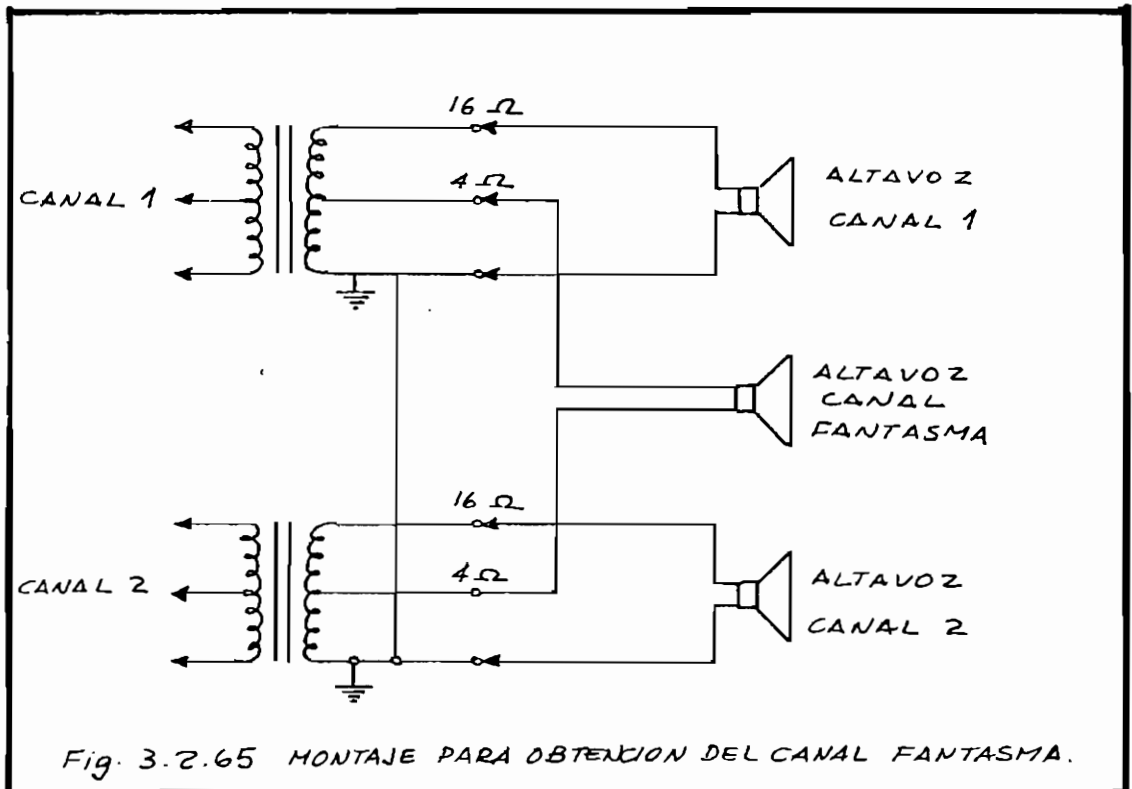 16 Ω
4 Ω
CANAL 1
ALTAVOZ
CANAL 1
ALTAVOZ
CANAL
FANTASMA
16 Ω
4 Ω
CANAL 2
ALTAVOZ
CANAL 2
Fig. 3.2.65 MONTAJE PARA OBTENCION DEL CANAL FANTASMA.